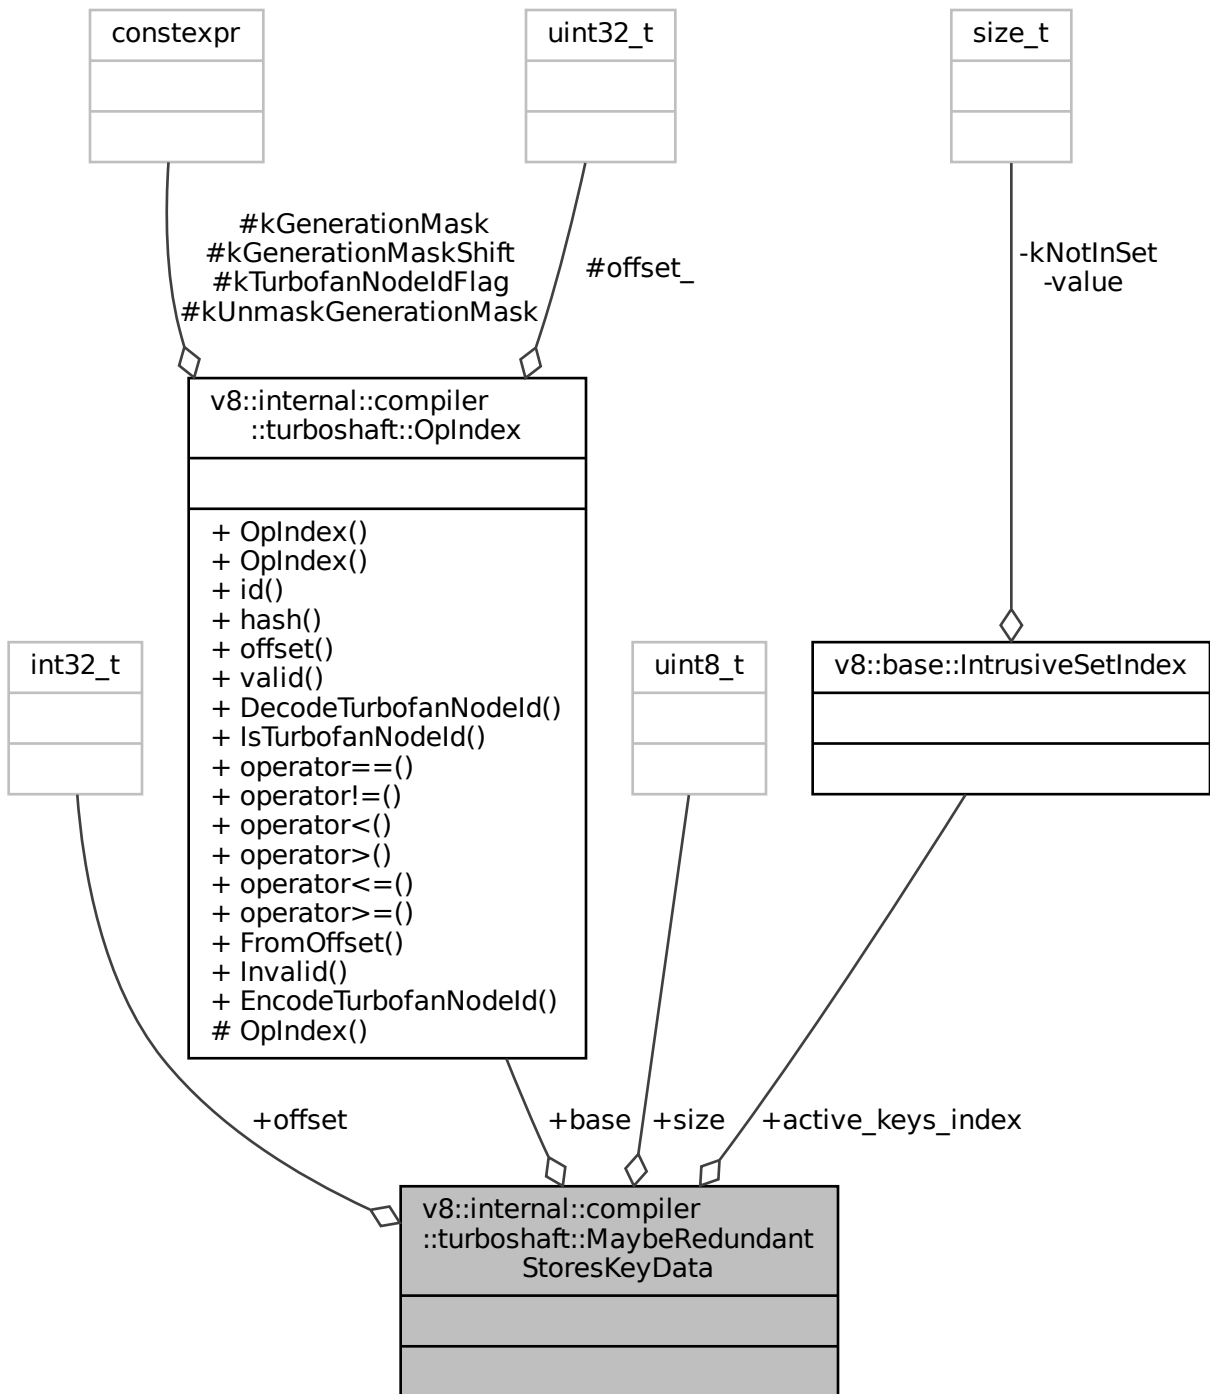 constexpr
uint32_t
size_t
#kGenerationMask
#kGenerationMaskShift
#kTurbofanNodeIdFlag
#kUnmaskGenerationMask
#offset_
-kNotInSet
-value
v8::internal::compiler
::turboshaft::OpIndex
+ OpIndex()
+ OpIndex()
+ id()
+ hash()
+ offset()
+ valid()
+ DecodeTurbofanNodeId()
+ IsTurbofanNodeId()
+ operator==()
+ operator!=()
+ operator<()
+ operator>()
+ operator<=()
+ operator>=()
+ FromOffset()
+ Invalid()
+ EncodeTurbofanNodeId()
# OpIndex()
int32_t
uint8_t
v8::base::IntrusiveSetIndex
+offset
+base
+size
+active_keys_index
v8::internal::compiler
::turboshaft::MaybeRedundant
StoresKeyData